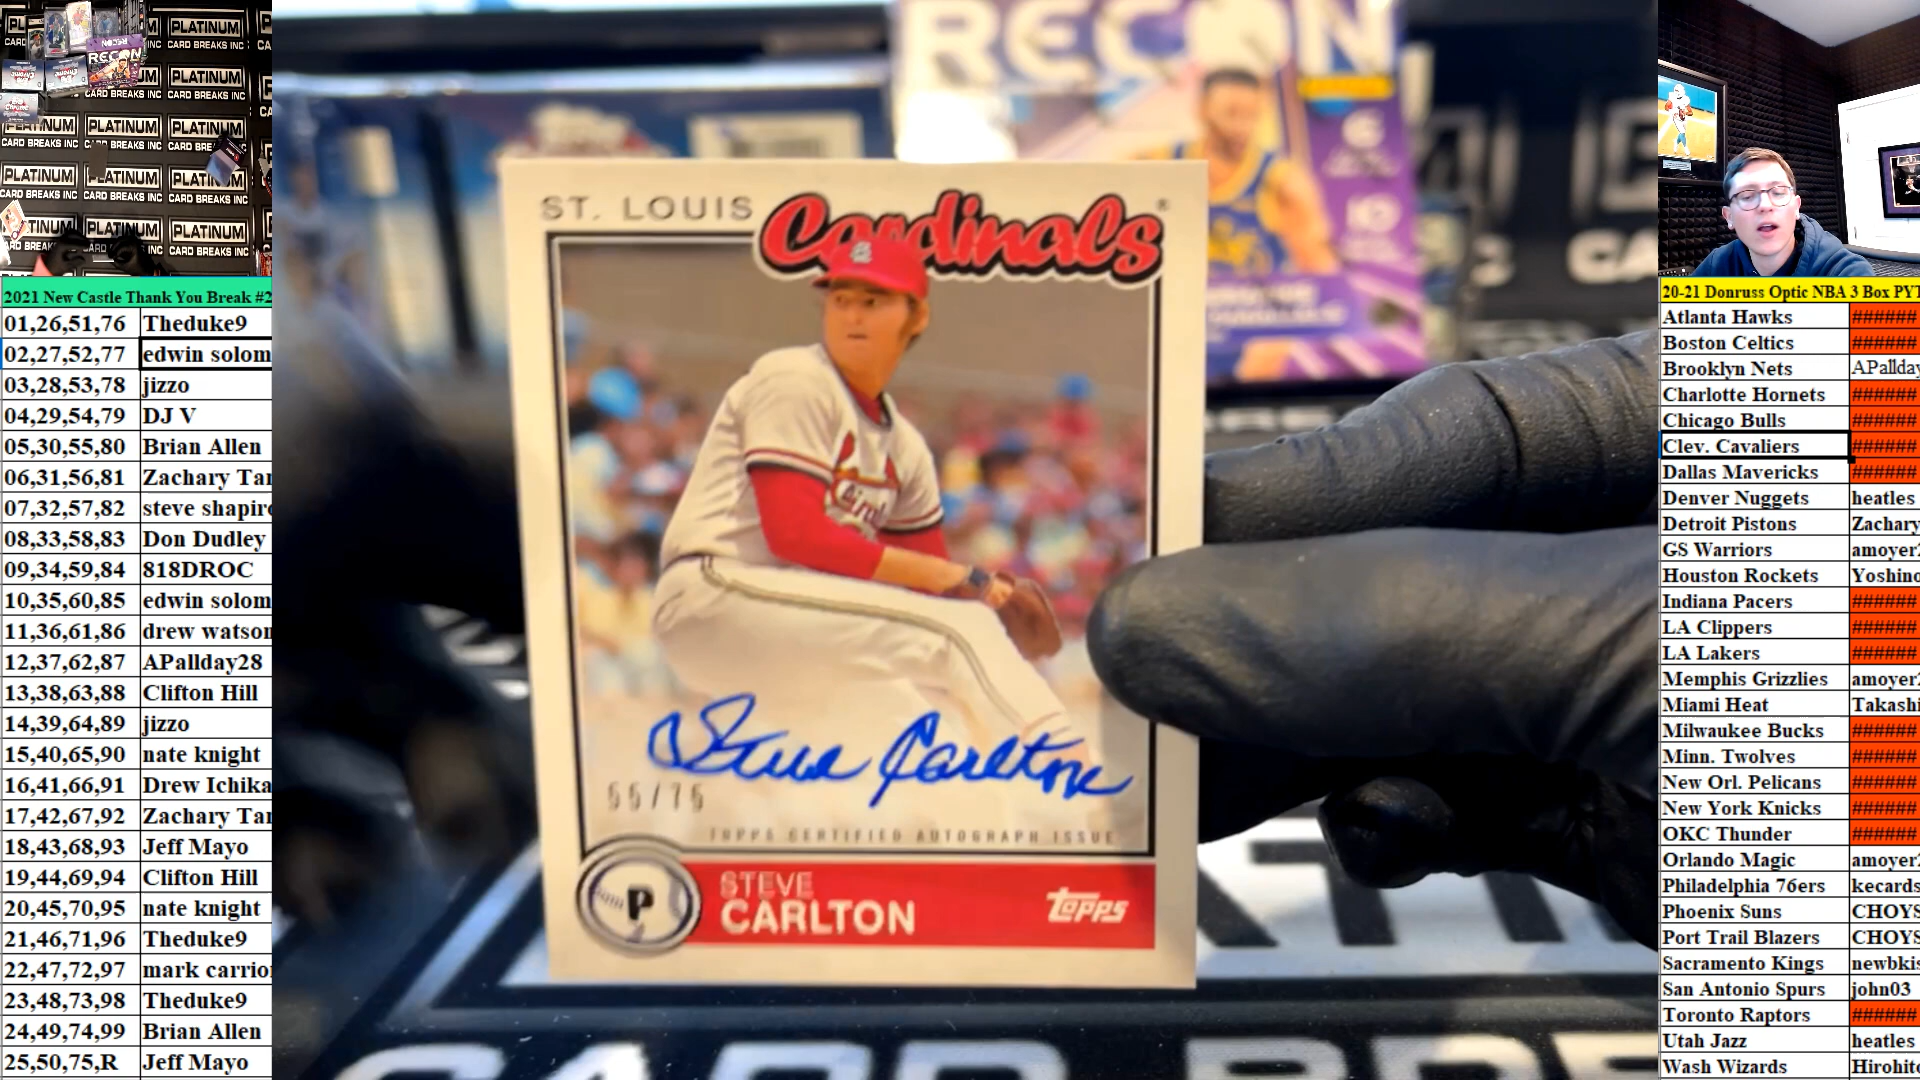 2021 New Castle Thank You Break #2
01,26,51,76 Theduke9
02,27,52,77 edwin solom
03,28,53,78 jizzo
04,29,54,79 DJ V
05,30,55,80 Brian Allen
06,31,56,81 Zachary Tar
07,32,57,82 steve shapiro
08,33,58,83 Don Dudley
09,34,59,84 818DROC
10,35,60,85 edwin solom
11,36,61,86 drew watson
12,37,62,87 APallday28
13,38,63,88 Clifton Hill
14,39,64,89 jizzo
15,40,65,90 nate knight
16,41,66,91 Drew Ichika
17,42,67,92 Zachary Tar
18,43,68,93 Jeff Mayo
19,44,69,94 Clifton Hill
20,45,70,95 nate knight
21,46,71,96 Theduke9
22,47,72,97 mark carrio
23,48,73,98 Theduke9
24,49,74,99 Brian Allen
25,50,75,R Jeff Mayo
RECON
ST. LOUIS Cardinals
Steve Carlton
TOPPS CERTIFIED AUTOGRAPH ISSUE
P
STEVE
CARLTON
TOPPS
PLATINUM
CARD BREAKS INC
20-21 Donruss Optic NBA 3 Box PYT
Atlanta Hawks ######
Boston Celtics ######
Brooklyn Nets APallday
Charlotte Hornets ######
Chicago Bulls ######
Clev. Cavaliers ######
Dallas Mavericks ######
Denver Nuggets heatles
Detroit Pistons Zachary
GS Warriors amoyer2
Houston Rockets Yoshino
Indiana Pacers ######
LA Clippers ######
LA Lakers ######
Memphis Grizzlies amoyer2
Miami Heat Takashi
Milwaukee Bucks ######
Minn. Twolves ######
New Orl. Pelicans ######
New York Knicks ######
OKC Thunder ######
Orlando Magic amoyer2
Philadelphia 76ers kecards
Phoenix Suns CHOYS
Port Trail Blazers CHOYS
Sacramento Kings newbkis
San Antonio Spurs john03
Toronto Raptors ######
Utah Jazz heatles
Wash Wizards Hirohito